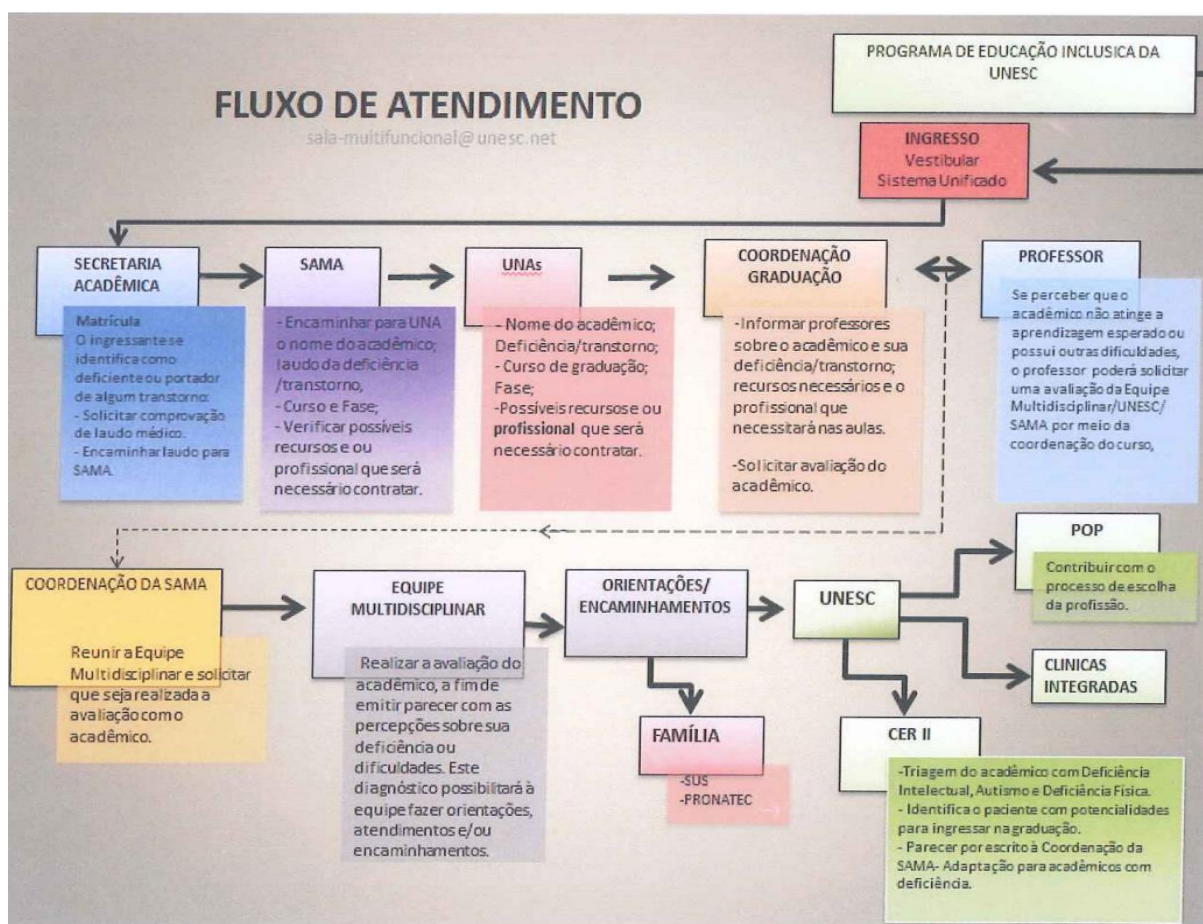 PROGRAMA DE EDUCAÇÃO INCLUSICA DA
UNESC
FLUXO DE ATENDIMENTO
sala-multifuncional@unesc.net
INGRESSO
Vestibular
Sistema Unificado
SECRETARIA
ACADÊMICA
Matrícula
O ingressante se
identifica como
deficiente ou portador
de algum transtorno:
- Solicitar comprovação
de laudo médico.
- Encaminhar laudo para
SAMA.
SAMA
- Encaminhar para UNA
o nome do acadêmico;
laudo da deficiência
/transtorno,
- Curso e Fase;
- Verificar possíveis
recursos e ou
profissional que será
necessário contratar.
UNAs
- Nome do acadêmico;
Deficiência/transtorno;
- Curso de graduação;
Fase;
-Possíveis recursos e ou
profissional que será
necessário contratar.
COORDENAÇÃO
GRADUAÇÃO
-Informar professores
sobre o acadêmico e sua
deficiência/transtorno;
recursos necessários e o
profissional que
necessitará nas aulas.
-Solicitar avaliação do
acadêmico.
PROFESSOR
Se perceber que o
acadêmico não atinge a
aprendizagem esperado ou
possui outras dificuldades,
o professor poderá solicitar
uma avaliação da Equipe
Multidisciplinar/UNESC/
SAMA por meio da
coordenação do curso,
COORDENAÇÃO DA SAMA
Reunir a Equipe
Multidisciplinar e solicitar
que seja realizada a
avaliação com o
acadêmico.
EQUIPE
MULTIDISCIPLINAR
Realizar a avaliação do
acadêmico, a fim de
emitir parecer com as
percepções sobre sua
deficiência ou
dificuldades. Este
diagnóstico possibilitará à
equipe fazer orientações,
atendimentos e/ou
encaminhamentos.
ORIENTAÇÕES/
ENCAMINHAMENTOS
FAMÍLIA
-SUS
-PRONATEC
UNESC
POP
Contribuir com o
processo de escolha
da profissão.
CLINICAS
INTEGRADAS
CER II
-Triagem do acadêmico com Deficiência
Intelectual, Autismo e Deficiência Física.
- Identifica o paciente com potencialidades
para ingressar na graduação.
- Parecer por escrito à Coordenação da
SAMA- Adaptação para acadêmicos com
deficiência.